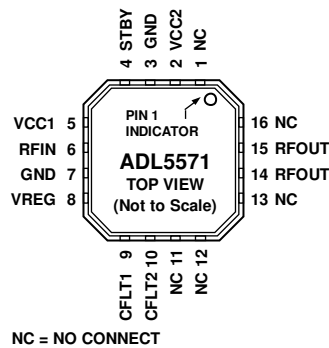 4 STBY
3 GND
2 VCC2
1 NC
PIN 1
INDICATOR
VCC1 5
RFIN 6
GND 7
VREG 8
ADL5571
TOP VIEW
(Not to Scale)
16 NC
15 RFOUT
14 RFOUT
13 NC
CFLT1 9
CFLT2 10
NC 11
NC 12
NC = NO CONNECT